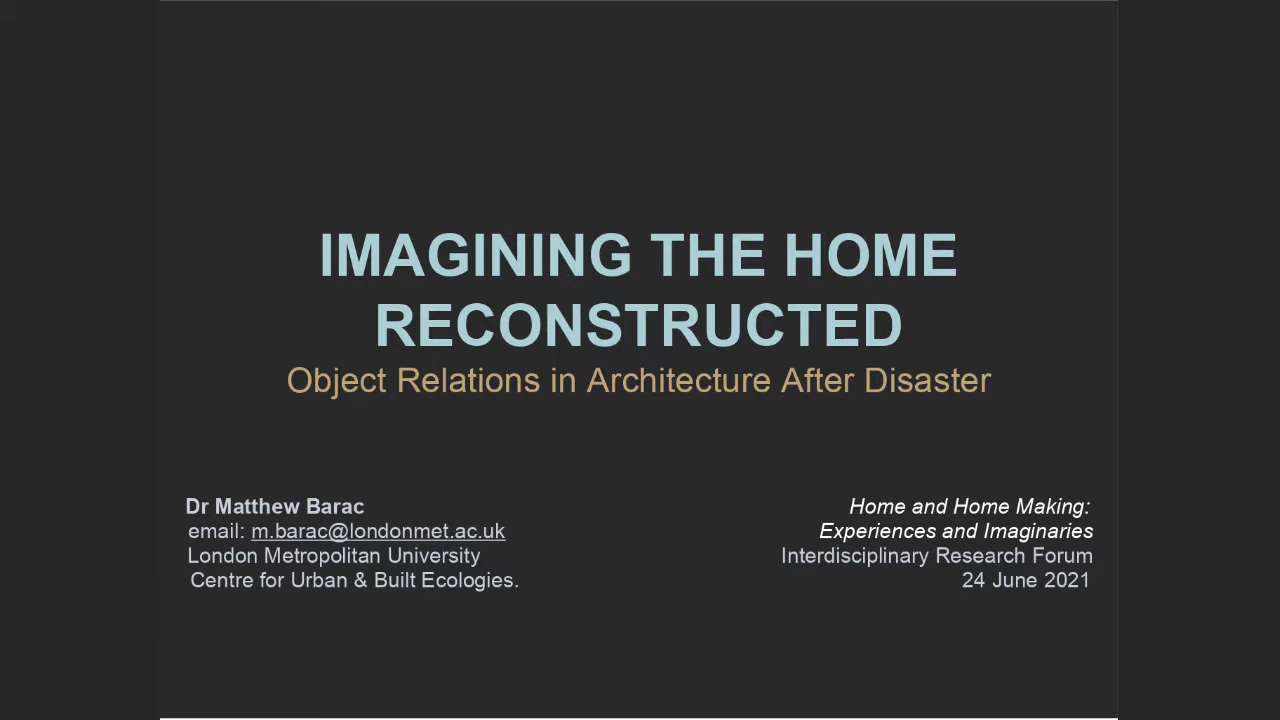 IMAGINING THE HOME
RECONSTRUCTED
Object Relations in Architecture After Disaster
Dr Matthew Barac
email: m.barac@londonmet.ac.uk
London Metropolitan University
Centre for Urban & Built Ecologies.
Home and Home Making:
Experiences and Imaginaries
Interdisciplinary Research Forum
24 June 2021